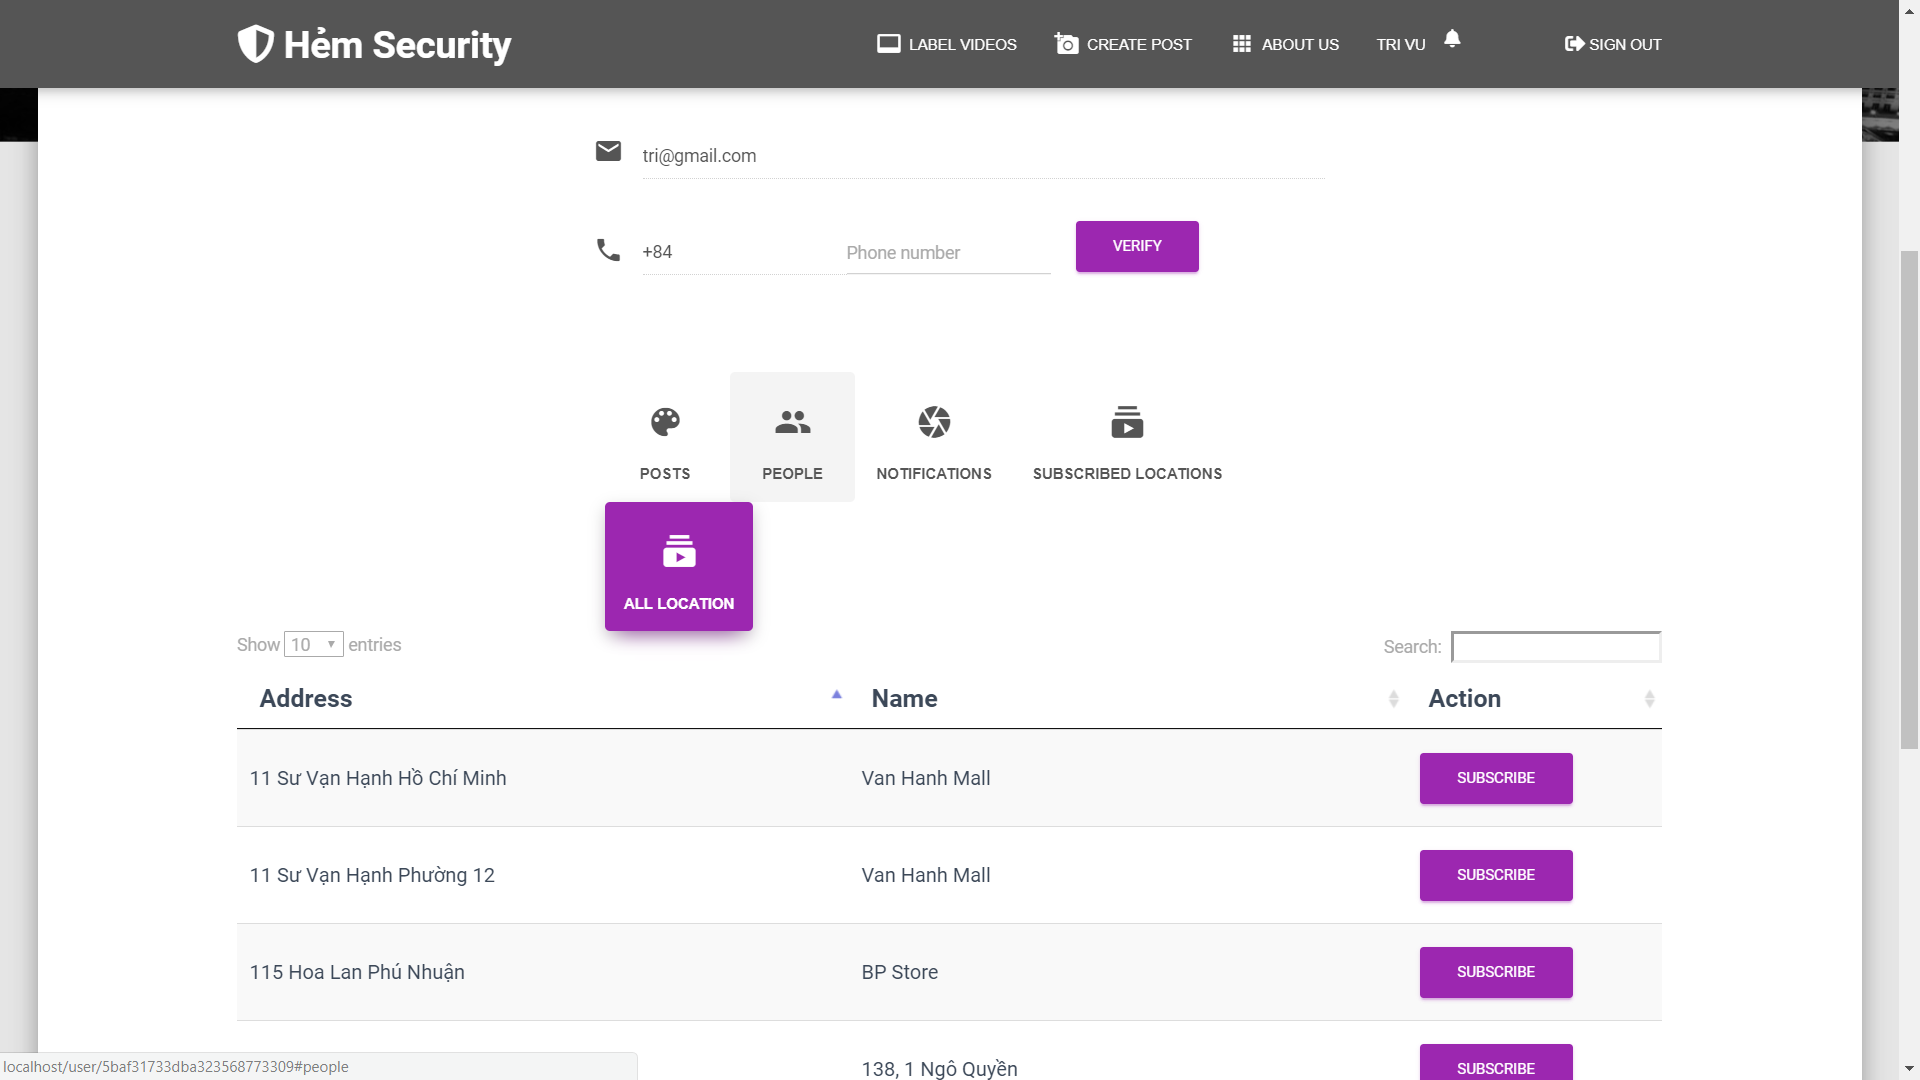 Hẻm Security
LABEL VIDEOS
CREATE POST
ABOUT US
TRI VU
SIGN OUT
tri@gmail.com
+84
Phone number
VERIFY
POSTS
PEOPLE
NOTIFICATIONS
SUBSCRIBED LOCATIONS
ALL LOCATION
Show 10 entries
Search:
Address Name Action
11 Sư Vạn Hạnh Hồ Chí Minh Van Hanh Mall SUBSCRIBE
11 Sư Vạn Hạnh Phường 12 Van Hanh Mall SUBSCRIBE
115 Hoa Lan Phú Nhuận BP Store SUBSCRIBE
138, 1 Ngô Quyền SUBSCRIBE
localhost/user/5baf31733dba323568773309#people